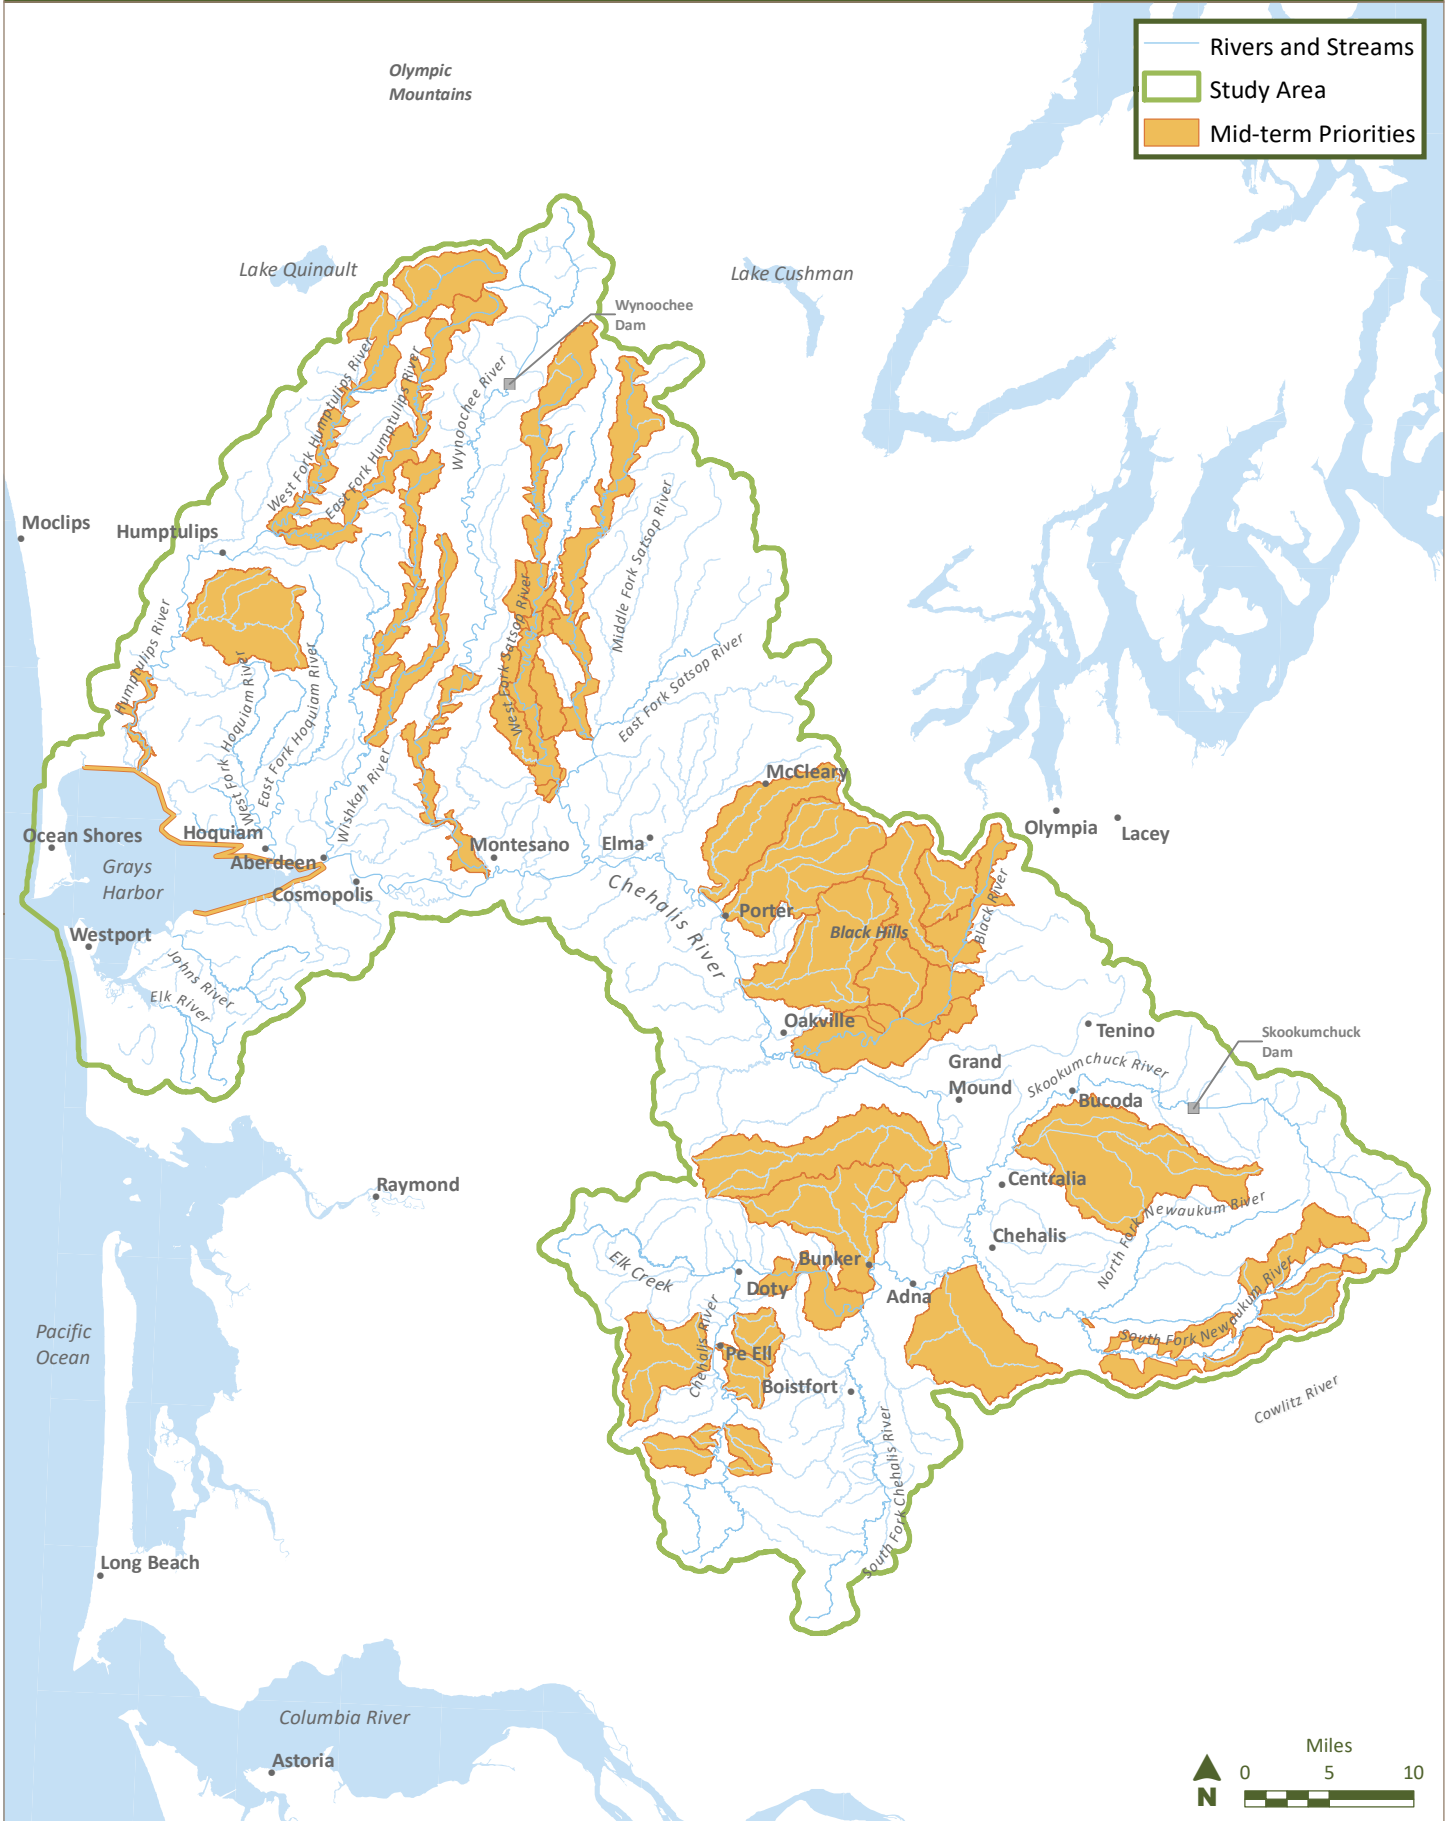 Rivers and Streams
Study Area
Mid-term Priorities
Olympic
Mountains
Lake Quinault
Lake Cushman
Wynoochee
Dam
West Fork Humptulips River
East Fork Humptulips River
Wynoochee River
Moclips
Humptulips
Middle Fork Satsop River
West Fork Satsop River
East Fork Satsop River
Humptulips River
West Fork Hoquiam River
East Fork Hoquiam River
Wishkah River
McCleary
Ocean Shores
Hoquiam
Montesano
Elma
Olympia
Lacey
Grays
Harbor
Aberdeen
Cosmopolis
Chehalis River
Porter
Black Hills
Black River
Westport
Johns River
Elk River
Oakville
Tenino
Skookumchuck
Dam
Grand
Mound
Skookumchuck River
Bucoda
Raymond
Centralia
North Fork Newaukum River
Chehalis
Elk Creek
Bunker
Doty
Adna
Pacific
Ocean
Chehalis River
Pe Ell
South Fork Newaukum River
Boistfort
Cowlitz River
South Fork Chehalis River
Long Beach
Columbia River
Astoria
Miles
0 5 10
N